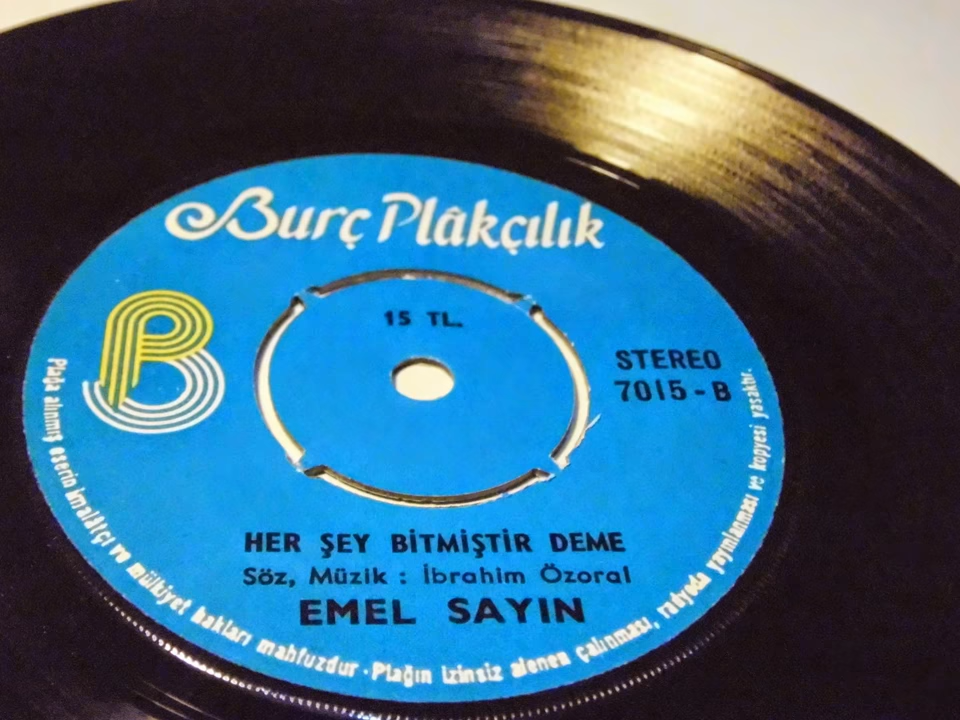 Burç Plâkçılık
15 TL.
STEREO
7015-B
HER ŞEY BİTMİŞTİR DEME
Söz, Müzik : İbrahim Özoral
EMEL SAYIN
Plağa alınmış eserin imalâtçı ve mülkiyet hakları mahfuzdur - Plağın izinsiz alenen çalınması, radyoda yayınlanması ve kopyesi yasaktır.